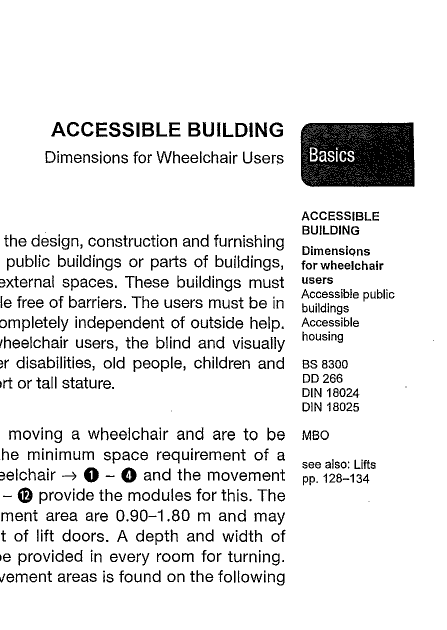 ACCESSIBLE BUILDING
Dimensions for Wheelchair Users
Basics
the design, construction and furnishing
public buildings or parts of buildings,
external spaces. These buildings must
le free of barriers. The users must be in
ompletely independent of outside help.
wheelchair users, the blind and visually
er disabilities, old people, children and
ort or tall stature.
moving a wheelchair and are to be
the minimum space requirement of a
eelchair → ❶ – ❹ and the movement
– ⓬ provide the modules for this. The
ment area are 0.90–1.80 m and may
t of lift doors. A depth and width of
be provided in every room for turning.
vement areas is found on the following
ACCESSIBLE
BUILDING
Dimensions
for wheelchair
users
Accessible public
buildings
Accessible
housing
BS 8300
DD 266
DIN 18024
DIN 18025
MBO
see also: Lifts
pp. 128–134